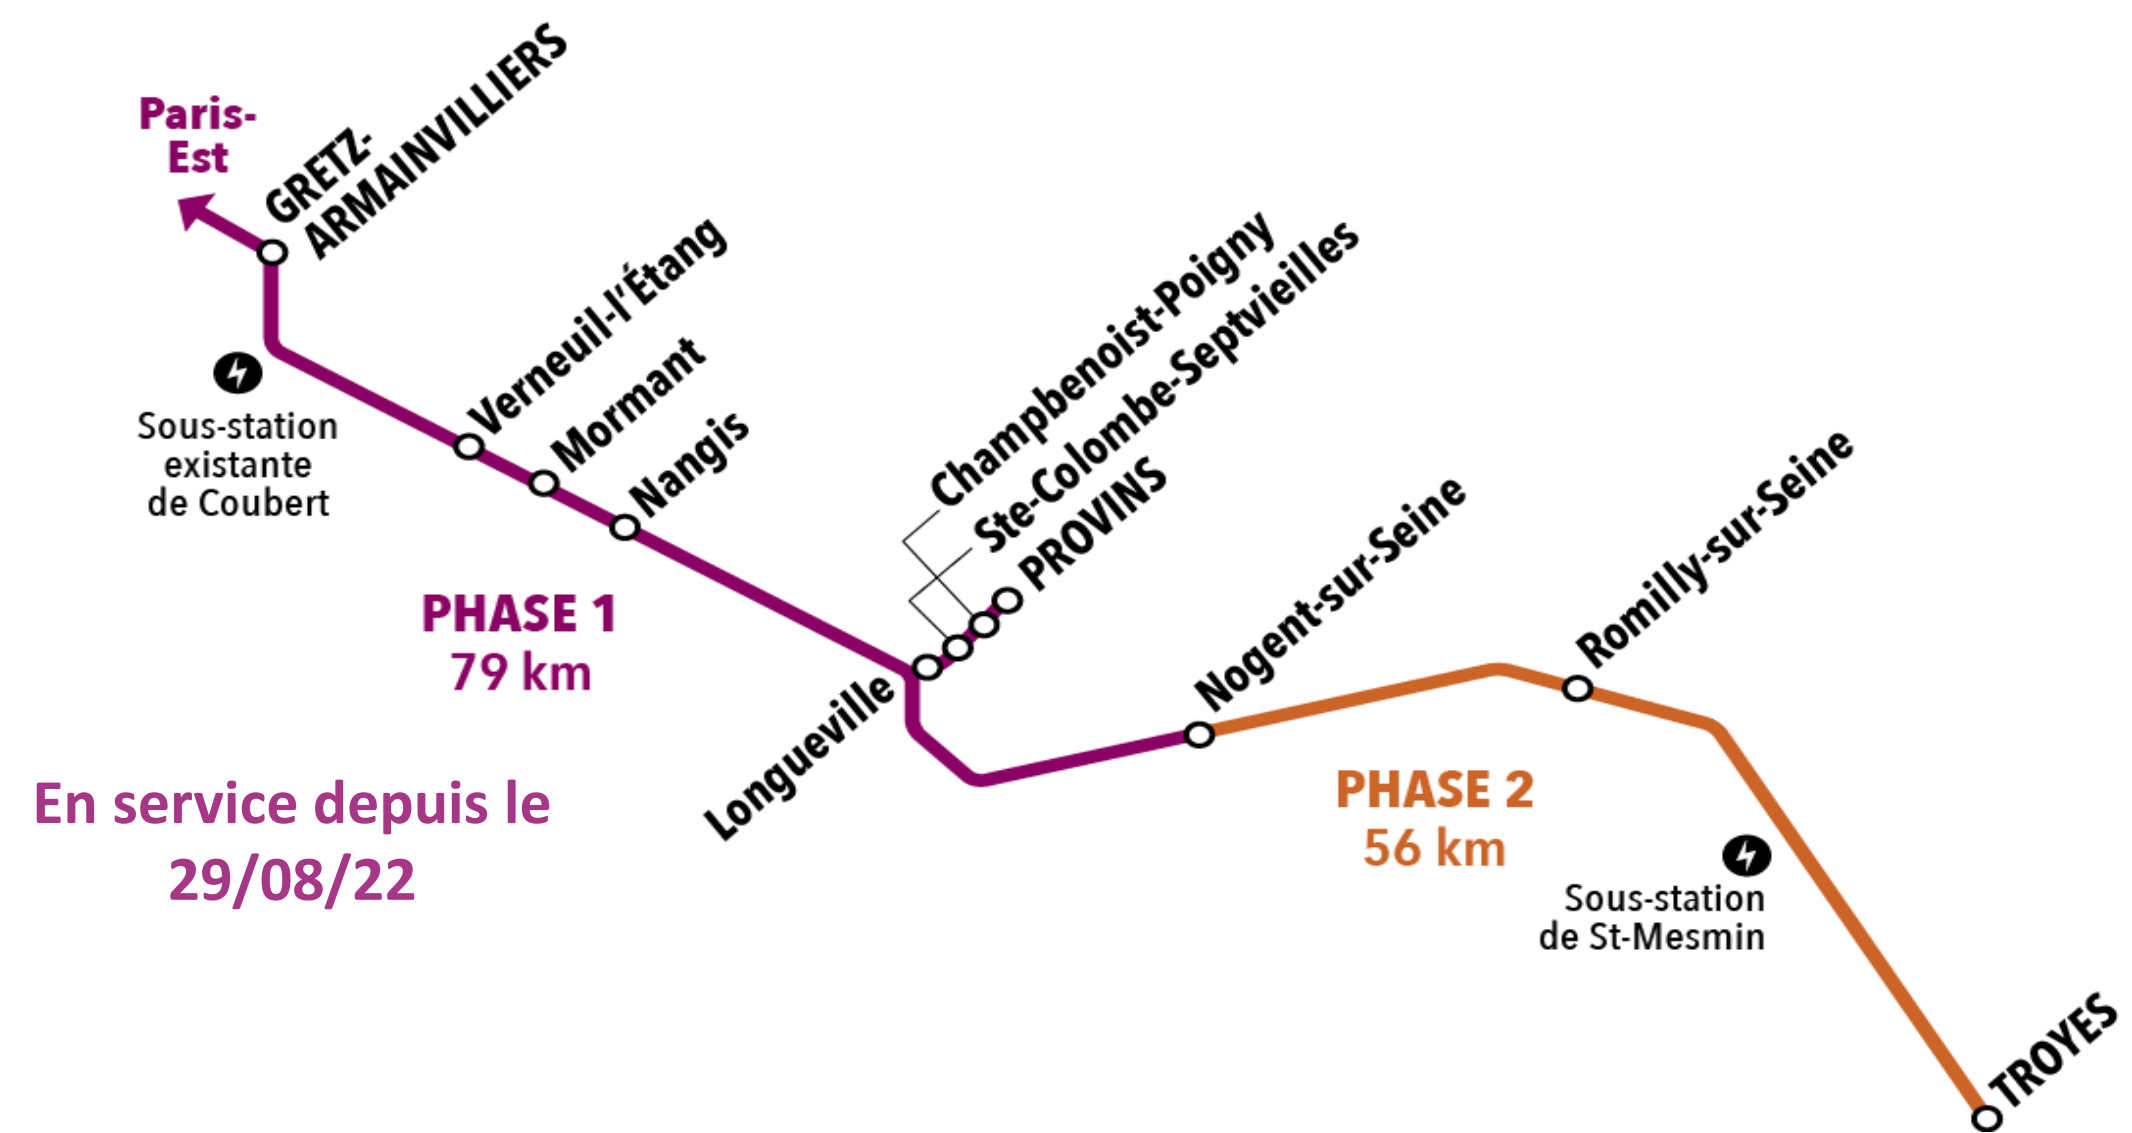 Paris-
Est
GRETZ-
ARMAINVILLIERS
Verneuil-l'Étang
Mormant
Nangis
Sous-station
existante
de Coubert
Champbenoist-Poigny
Ste-Colombe-Septvieilles
PROVINS
Longueville
Nogent-sur-Seine
Romilly-sur-Seine
PHASE 1
79 km
PHASE 2
56 km
En service depuis le
29/08/22
Sous-station
de St-Mesmin
TROYES